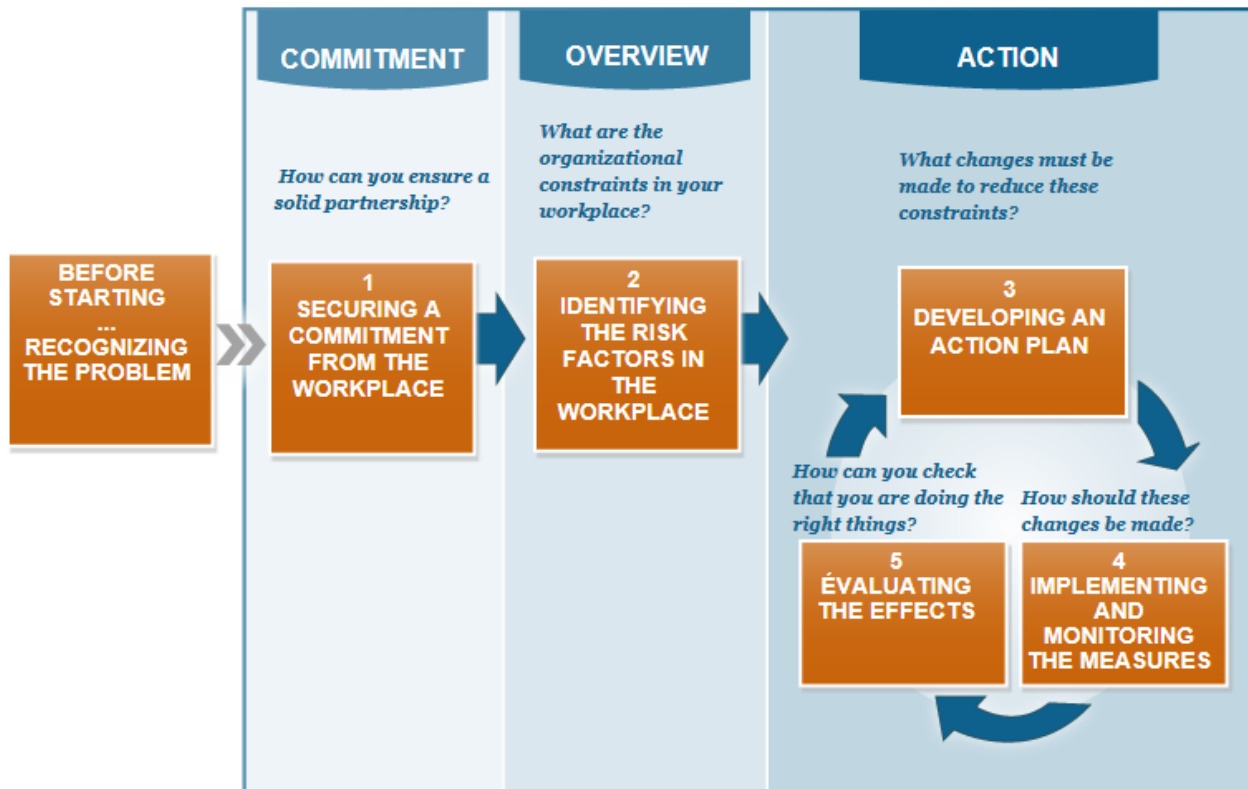 COMMITMENT
OVERVIEW
ACTION
How can you ensure a
solid partnership?
What are the
organizational
constraints in your
workplace?
What changes must be
made to reduce these
constraints?
BEFORE
STARTING
...
RECOGNIZING
THE PROBLEM
1
SECURING A
COMMITMENT
FROM THE
WORKPLACE
2
IDENTIFYING
THE RISK
FACTORS IN
THE
WORKPLACE
3
DEVELOPING AN
ACTION PLAN
How can you check
that you are doing the
right things?
How should these
changes be made?
5
ÉVALUATING
THE EFFECTS
4
IMPLEMENTING
AND
MONITORING
THE MEASURES